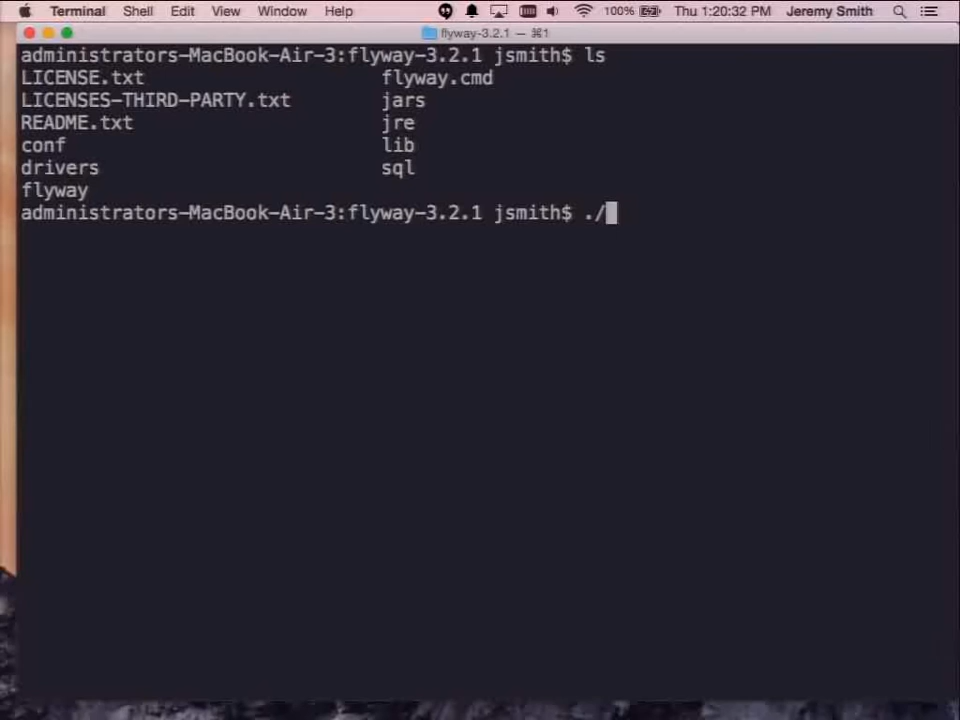 Terminal Shell Edit View Window Help 100% Thu 1:20:32 PM Jeremy Smith
flyway-3.2.1 — ⌘1
administrators-MacBook-Air-3:flyway-3.2.1 jsmith$ ls
LICENSE.txt flyway.cmd
LICENSES-THIRD-PARTY.txt jars
README.txt jre
conf lib
drivers sql
flyway
administrators-MacBook-Air-3:flyway-3.2.1 jsmith$ ./